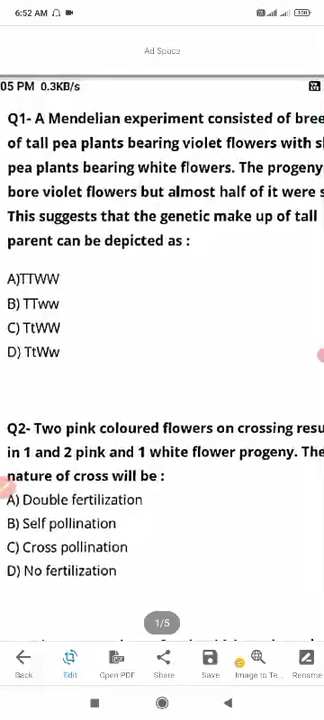 6:52 AM
Ad Space
05 PM 0.3KB/s
Q1- A Mendelian experiment consisted of bree
of tall pea plants bearing violet flowers with s
pea plants bearing white flowers. The progeny
bore violet flowers but almost half of it were s
This suggests that the genetic make up of tall
parent can be depicted as :
A)TTWW
B) TTww
C) TtWW
D) TtWw
Q2- Two pink coloured flowers on crossing resu
in 1 and 2 pink and 1 white flower progeny. The
nature of cross will be :
A) Double fertilization
B) Self pollination
C) Cross pollination
D) No fertilization
1/5
Back Edit Open PDF Share Save Image to Te... Rename